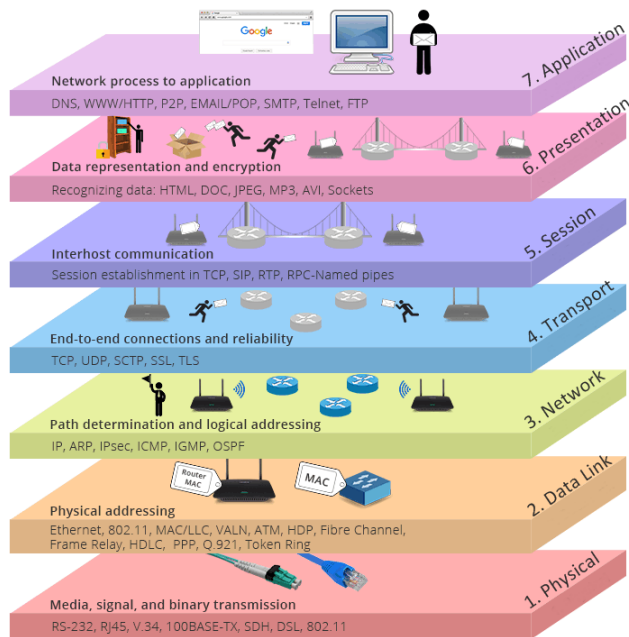 Google
7. Application
Network process to application
DNS, WWW/HTTP, P2P, EMAIL/POP, SMTP, Telnet, FTP
6. Presentation
Data representation and encryption
Recognizing data: HTML, DOC, JPEG, MP3, AVI, Sockets
5. Session
Interhost communication
Session establishment in TCP, SIP, RTP, RPC-Named pipes
4. Transport
End-to-end connections and reliability
TCP, UDP, SCTP, SSL, TLS
3. Network
Path determination and logical addressing
IP, ARP, IPsec, ICMP, IGMP, OSPF
Router
MAC
MAC
2. Data Link
Physical addressing
Ethernet, 802.11, MAC/LLC, VALN, ATM, HDP, Fibre Channel,
Frame Relay, HDLC, PPP, Q.921, Token Ring
1. Physical
Media, signal, and binary transmission
RS-232, RJ45, V.34, 100BASE-TX, SDH, DSL, 802.11